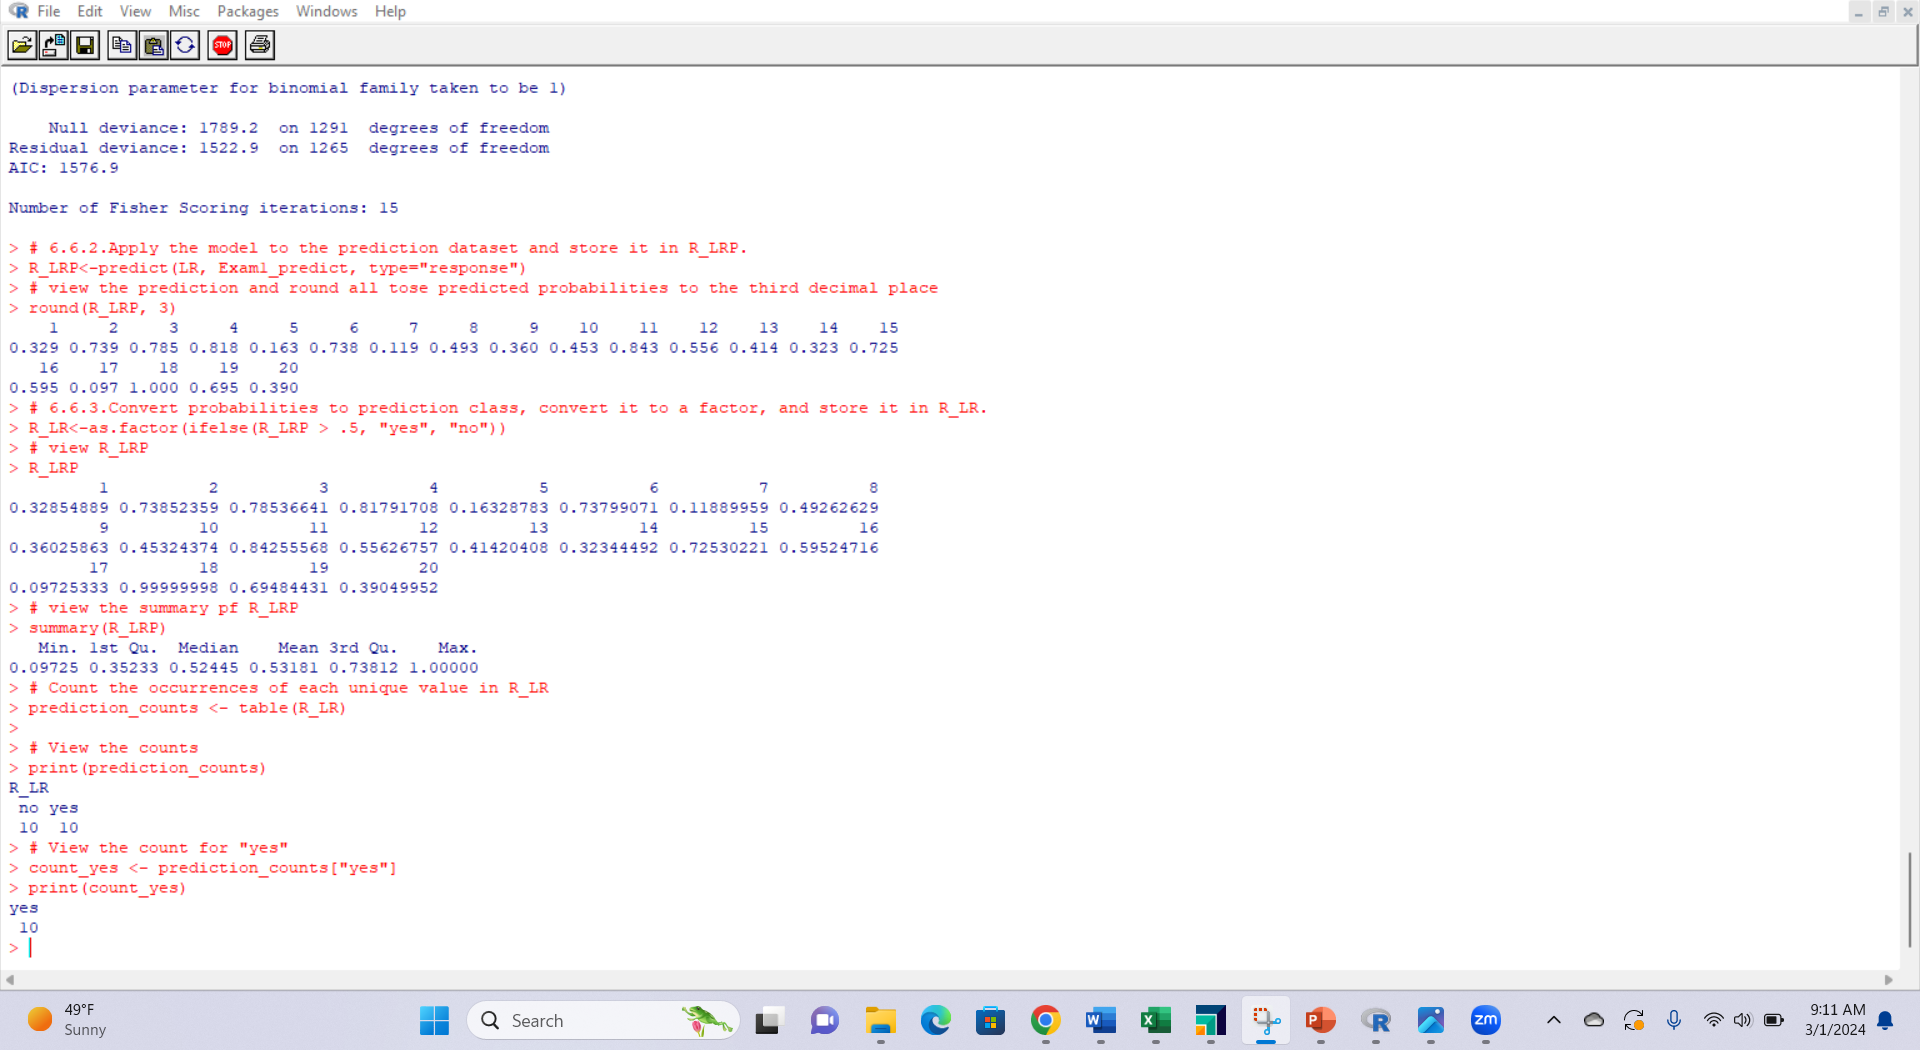 File Edit View Misc Packages Windows Help
STOP
(Dispersion parameter for binomial family taken to be 1)
Null deviance: 1789.2 on 1291 degrees of freedom
Residual deviance: 1522.9 on 1265 degrees of freedom
AIC: 1576.9
Number of Fisher Scoring iterations: 15
> # 6.6.2.Apply the model to the prediction dataset and store it in R_LRP.
> R_LRP<-predict(LR, Exam1_predict, type="response")
> # view the prediction and round all tose predicted probabilities to the third decimal place
> round(R_LRP, 3)
1 2 3 4 5 6 7 8 9 10 11 12 13 14 15
0.329 0.739 0.785 0.818 0.163 0.738 0.119 0.493 0.360 0.453 0.843 0.556 0.414 0.323 0.725
16 17 18 19 20
0.595 0.097 1.000 0.695 0.390
> # 6.6.3.Convert probabilities to prediction class, convert it to a factor, and store it in R_LR.
> R_LR<-as.factor(ifelse(R_LRP > .5, "yes", "no"))
> # view R_LRP
> R_LRP
1 2 3 4 5 6 7 8
0.32854889 0.73852359 0.78536641 0.81791708 0.16328783 0.73799071 0.11889959 0.49262629
9 10 11 12 13 14 15 16
0.36025863 0.45324374 0.84255568 0.55626757 0.41420408 0.32344492 0.72530221 0.59524716
17 18 19 20
0.09725333 0.99999998 0.69484431 0.39049952
> # view the summary pf R_LRP
> summary(R_LRP)
Min. 1st Qu. Median Mean 3rd Qu. Max.
0.09725 0.35233 0.52445 0.53181 0.73812 1.00000
> # Count the occurrences of each unique value in R_LR
> prediction_counts <- table(R_LR)
>
> # View the counts
> print(prediction_counts)
R_LR
no yes
10 10
> # View the count for "yes"
> count_yes <- prediction_counts["yes"]
> print(count_yes)
yes
10
>
49°F
Sunny
Search
zm
9:11 AM
3/1/2024